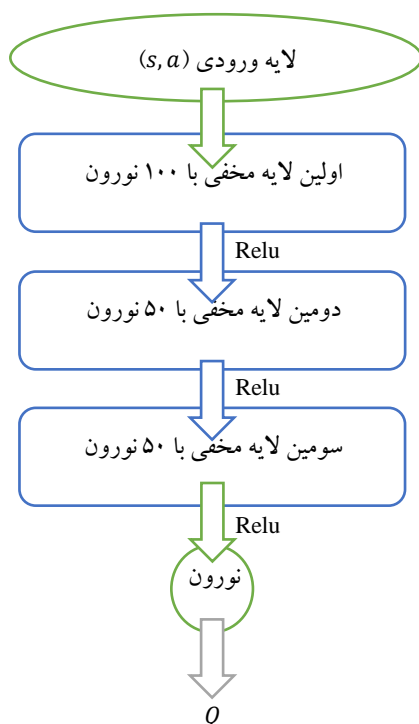 لایه ورودی (s, a)
اولین لایه مخفی با ۱۰۰ نورون
Relu
دومین لایه مخفی با ۵۰ نورون
Relu
سومین لایه مخفی با ۵۰ نورون
Relu
نورون
Q